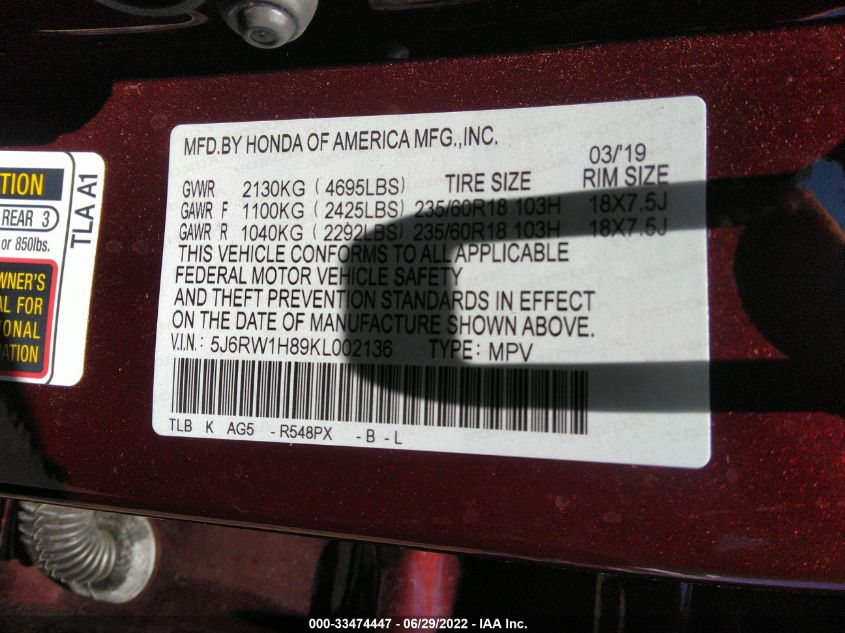 MFD.BY HONDA OF AMERICA MFG.,INC.
03/'19
GVWR 2130KG (4695LBS) TIRE SIZE RIM SIZE
GAWR F 1100KG (2425LBS) 235/60R18 103H 18X7.5J
GAWR R 1040KG (2292LBS) 235/60R18 103H 18X7.5J
THIS VEHICLE CONFORMS TO ALL APPLICABLE
FEDERAL MOTOR VEHICLE SAFETY
AND THEFT PREVENTION STANDARDS IN EFFECT
ON THE DATE OF MANUFACTURE SHOWN ABOVE.
V.I.N: 5J6RW1H89KL002136 TYPE: MPV
TLB K AG5 -R548PX -B-L
TION
REAR 3
or 850lbs.
WNER'S
AL FOR
IONAL
MATION
TLA A1
000-33474447 - 06/29/2022 - IAA Inc.